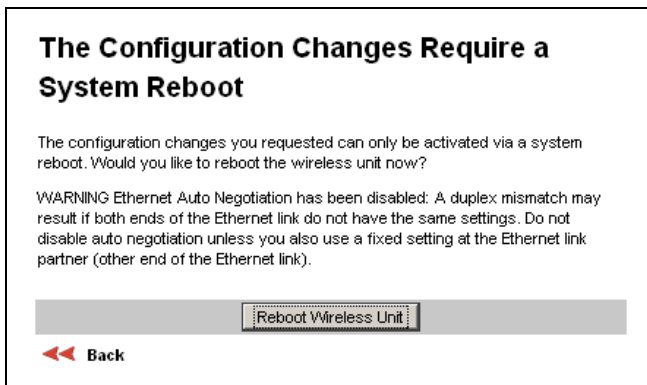 The Configuration Changes Require a
System Reboot
The configuration changes you requested can only be activated via a system
reboot. Would you like to reboot the wireless unit now?
WARNING Ethernet Auto Negotiation has been disabled: A duplex mismatch may
result if both ends of the Ethernet link do not have the same settings. Do not
disable auto negotiation unless you also use a fixed setting at the Ethernet link
partner (other end of the Ethernet link).
Reboot Wireless Unit
Back